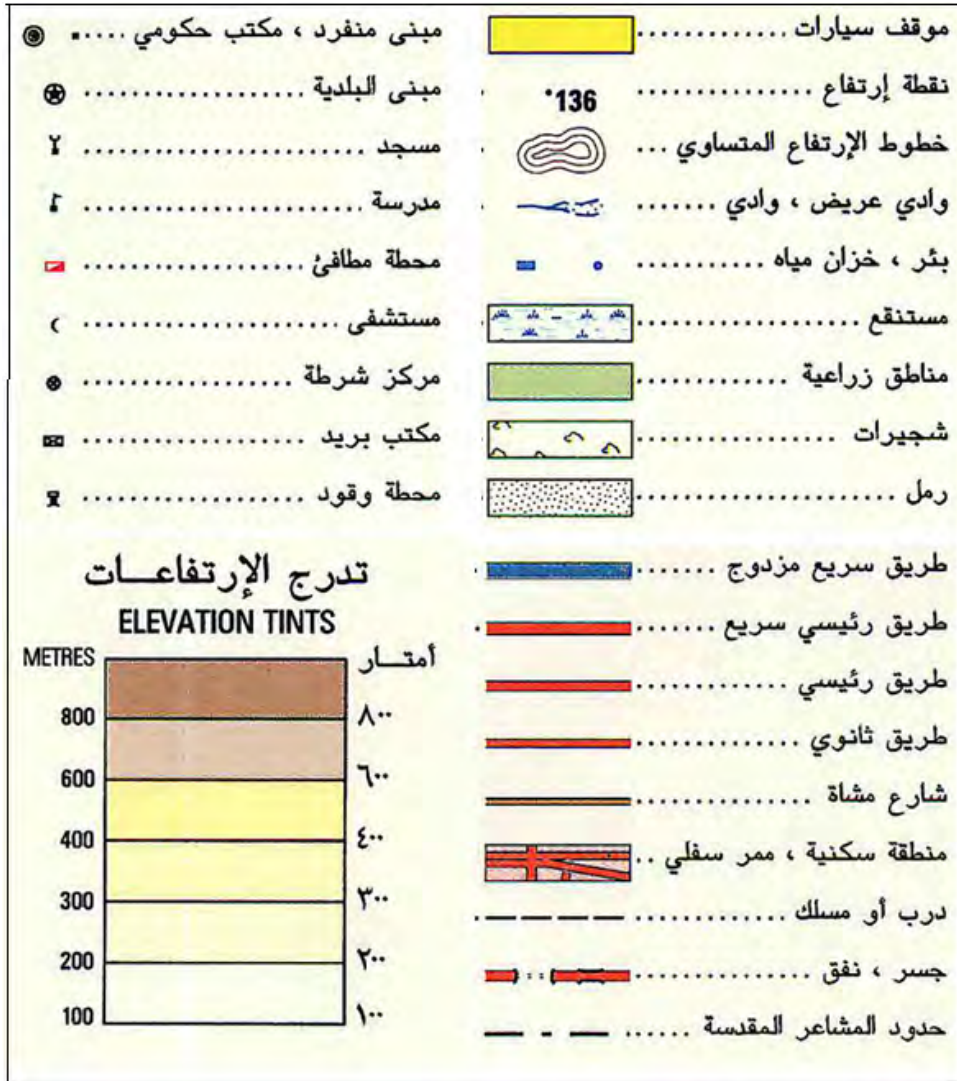 موقف سيارات .............
نقطة إرتفاع .............
°136
خطوط الإرتفاع المتساوي ...
وادي عريض ، وادي .......
بئر ، خزان مياه ...........
مستنقع ..................
مناطق زراعية ............
شجيرات ................
رمل ....................
طريق سريع مزدوج .......
طريق رئيسي سريع .......
طريق رئيسي ............
طريق ثانوي .............
شارع مشاة .............
منطقة سكنية ، ممر سفلي ..
درب أو مسلك ............
جسر ، نفق ..............
حدود المشاعر المقدسة ......
مبنى منفرد ، مكتب حكومي ....
مبنى البلدية .................
مسجد ......................
مدرسة .....................
محطة مطافئ ................
مستشفى ...................
مركز شرطة .................
مكتب بريد ..................
محطة وقود .................
تدرج الإرتفاعــات
ELEVATION TINTS
METRES أمتــار
800 ٨٠٠
600 ٦٠٠
400 ٤٠٠
300 ٣٠٠
200 ٢٠٠
100 ١٠٠